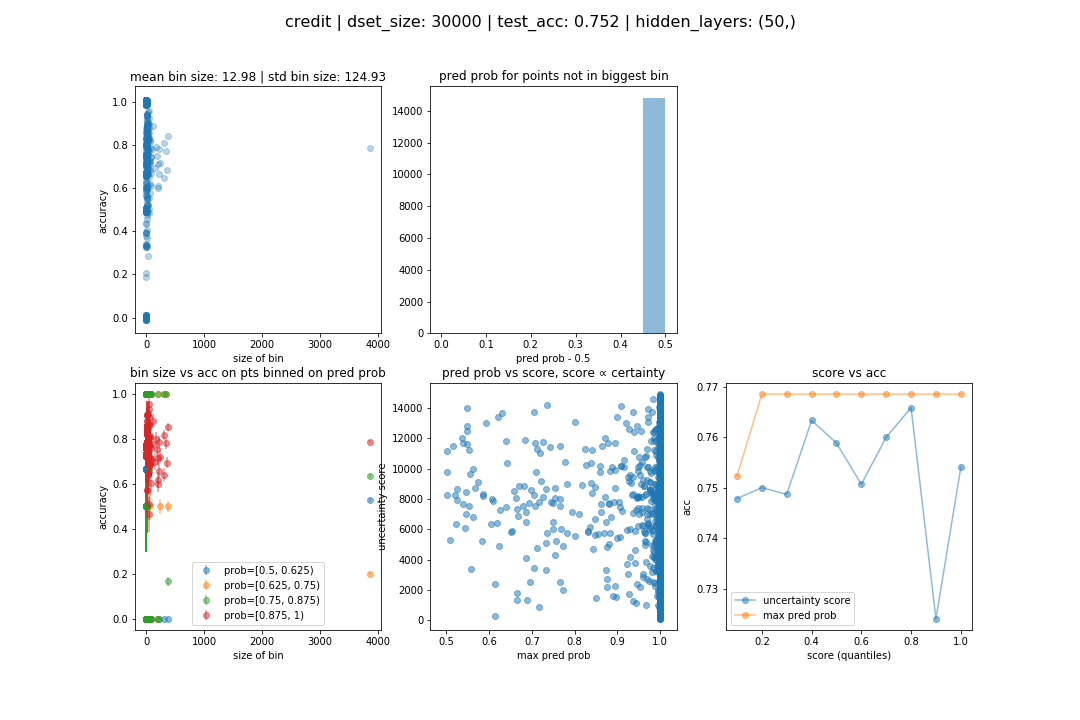 credit | dset_size: 30000 | test_acc: 0.752 | hidden_layers: (50,)
mean bin size: 12.98 | std bin size: 124.93
1.0
0.8
0.6
0.4
0.2
0.0
accuracy
0 1000 2000 3000 4000
size of bin
pred prob for points not in biggest bin
14000
12000
10000
8000
6000
4000
2000
0
0.0 0.1 0.2 0.3 0.4 0.5
pred prob - 0.5
bin size vs acc on pts binned on pred prob
1.0
0.8
0.6
0.4
0.2
0.0
accuracy
prob=[0.5, 0.625)
prob=[0.625, 0.75)
prob=[0.75, 0.875)
prob=[0.875, 1)
0 1000 2000 3000 4000
size of bin
pred prob vs score, score ∝ certainty
14000
12000
10000
8000
6000
4000
2000
0
uncertainty score
0.5 0.6 0.7 0.8 0.9 1.0
max pred prob
score vs acc
0.77
0.76
0.75
0.74
0.73
acc
uncertainty score
max pred prob
0.2 0.4 0.6 0.8 1.0
score (quantiles)